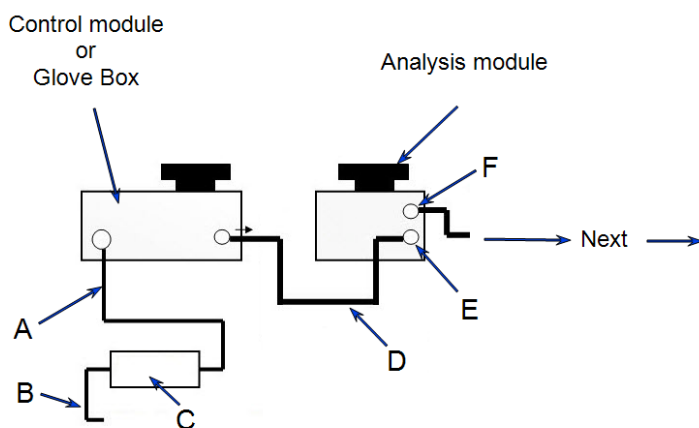 Control module
or
Glove Box
Analysis module
F
Next
A
E
D
B
C